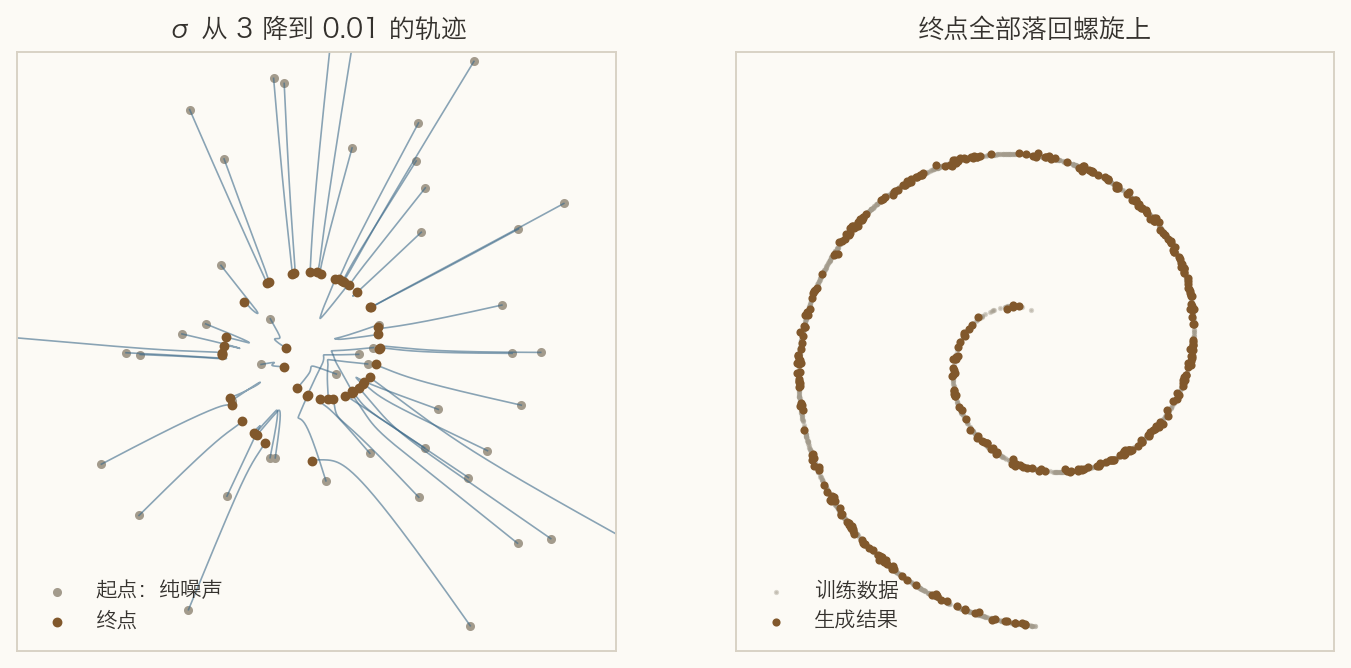 σ 从 3 降到 0.01 的轨迹
起点：纯噪声
终点
终点全部落回螺旋上
训练数据
生成结果